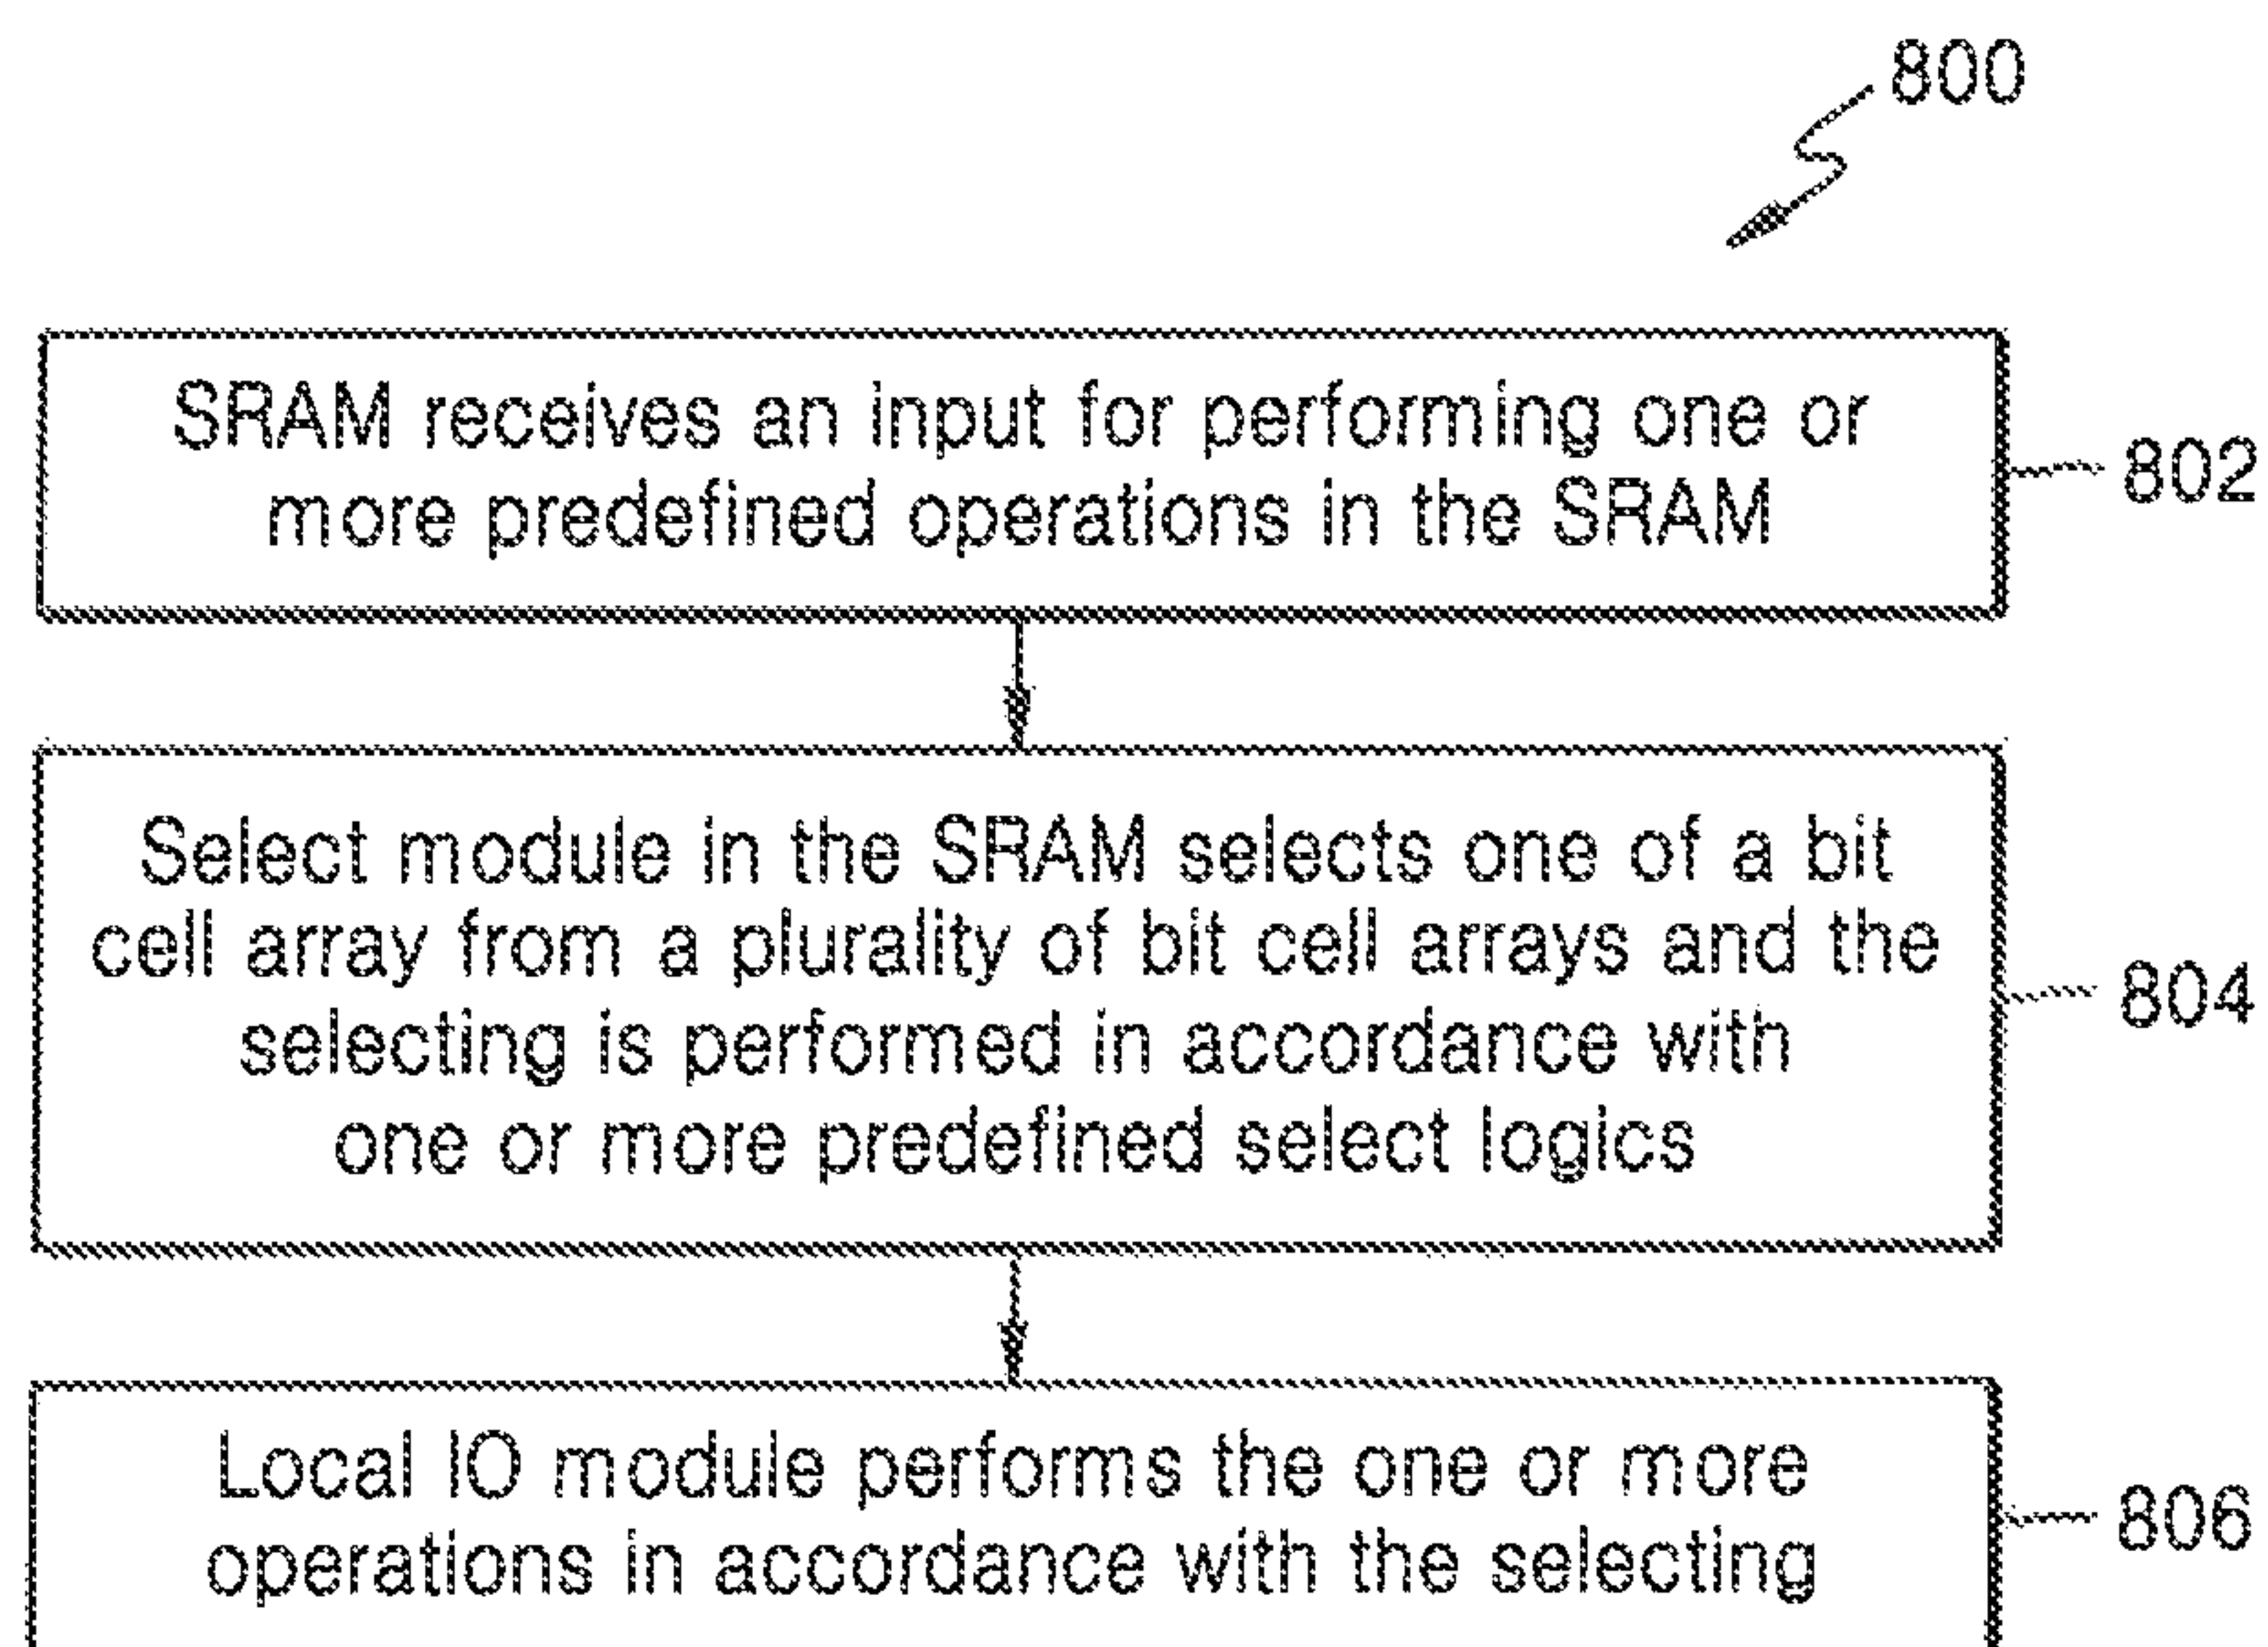 800
SRAM receives an input for performing one or
more predefined operations in the SRAM
802
Select module in the SRAM selects one of a bit
cell array from a plurality of bit cell arrays and the
selecting is performed in accordance with
one or more predefined select logics
804
Local IO module performs the one or more
operations in accordance with the selecting
806